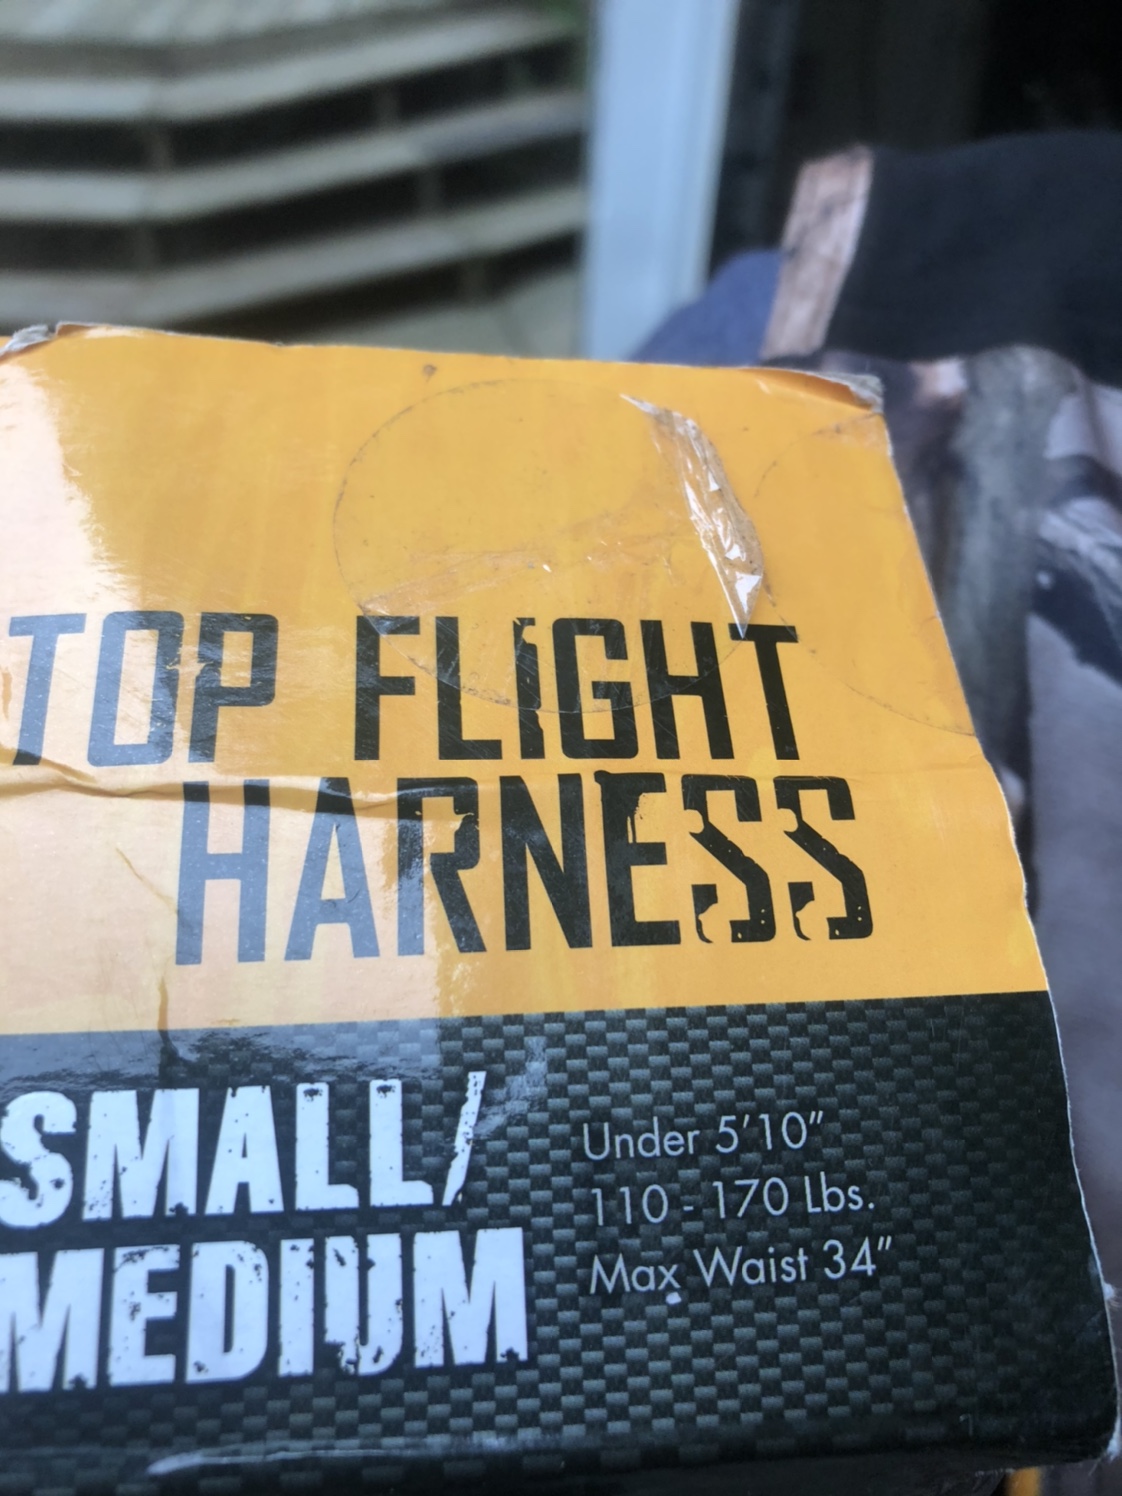 TOP FLIGHT
HARNESS
SMALL/
MEDIUM
Under 5'10"
110 - 170 Lbs.
Max Waist 34"